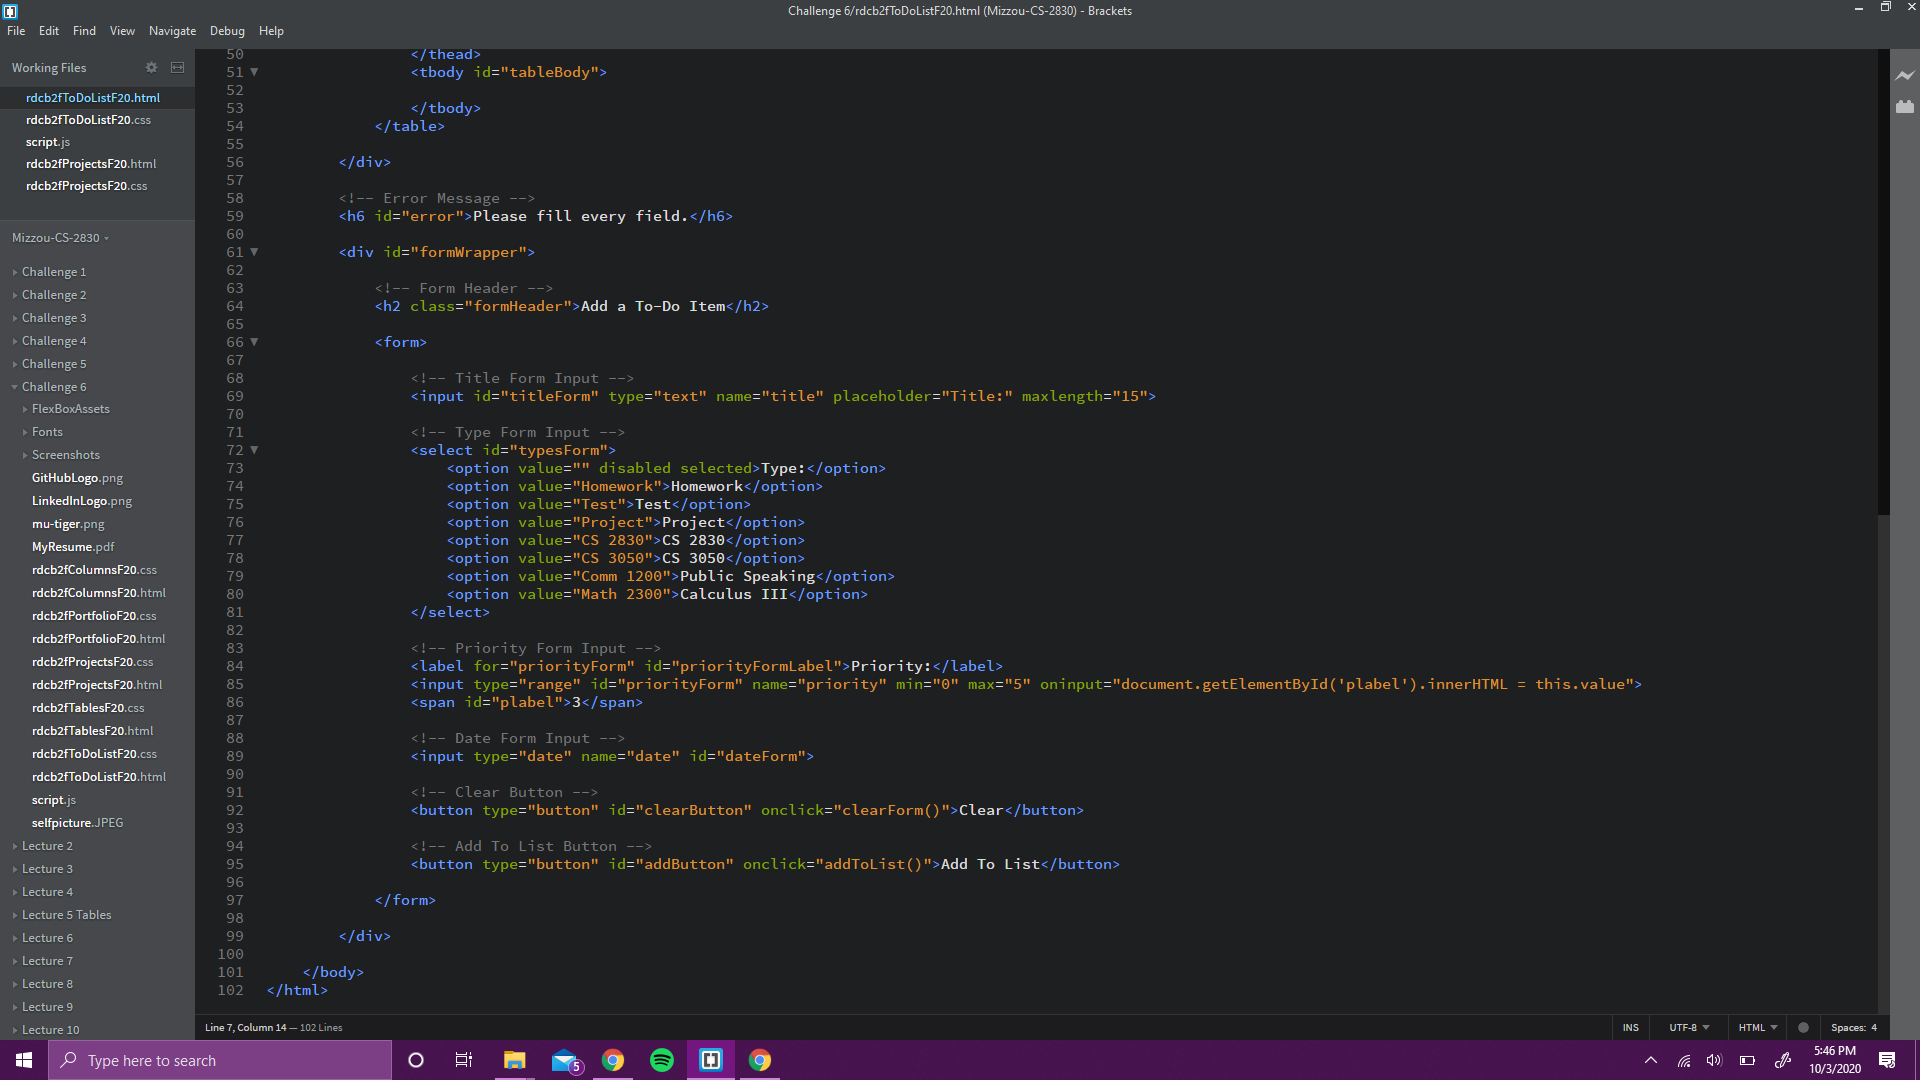 Challenge 6/rdcb2fToDoListF20.html (Mizzou-CS-2830) - Brackets
File Edit Find View Navigate Debug Help
Working Files
rdcb2fToDoListF20.html
rdcb2fToDoListF20.css
script.js
rdcb2fProjectsF20.html
rdcb2fProjectsF20.css
Mizzou-CS-2830
Challenge 1
Challenge 2
Challenge 3
Challenge 4
Challenge 5
Challenge 6
FlexBoxAssets
Fonts
Screenshots
GitHubLogo.png
LinkedInLogo.png
mu-tiger.png
MyResume.pdf
rdcb2fColumnsF20.css
rdcb2fColumnsF20.html
rdcb2fPortfolioF20.css
rdcb2fPortfolioF20.html
rdcb2fProjectsF20.css
rdcb2fProjectsF20.html
rdcb2fTablesF20.css
rdcb2fTablesF20.html
rdcb2fToDoListF20.css
rdcb2fToDoListF20.html
script.js
selfpicture.JPEG
Lecture 2
Lecture 3
Lecture 4
Lecture 5 Tables
Lecture 6
Lecture 7
Lecture 8
Lecture 9
Lecture 10
50 </thead>
51 <tbody id="tableBody">
52
53 </tbody>
54 </table>
55
56 </div>
57
58 <!-- Error Message -->
59 <h6 id="error">Please fill every field.</h6>
60
61 <div id="formWrapper">
62
63 <!-- Form Header -->
64 <h2 class="formHeader">Add a To-Do Item</h2>
65
66 <form>
67
68 <!-- Title Form Input -->
69 <input id="titleForm" type="text" name="title" placeholder="Title:" maxlength="15">
70
71 <!-- Type Form Input -->
72 <select id="typesForm">
73 <option value="" disabled selected>Type:</option>
74 <option value="Homework">Homework</option>
75 <option value="Test">Test</option>
76 <option value="Project">Project</option>
77 <option value="CS 2830">CS 2830</option>
78 <option value="CS 3050">CS 3050</option>
79 <option value="Comm 1200">Public Speaking</option>
80 <option value="Math 2300">Calculus III</option>
81 </select>
82
83 <!-- Priority Form Input -->
84 <label for="priorityForm" id="priorityFormLabel">Priority:</label>
85 <input type="range" id="priorityForm" name="priority" min="0" max="5" oninput="document.getElementById('plabel').innerHTML = this.value">
86 <span id="plabel">3</span>
87
88 <!-- Date Form Input -->
89 <input type="date" name="date" id="dateForm">
90
91 <!-- Clear Button -->
92 <button type="button" id="clearButton" onclick="clearForm()">Clear</button>
93
94 <!-- Add To List Button -->
95 <button type="button" id="addButton" onclick="addToList()">Add To List</button>
96
97 </form>
98
99 </div>
100
101 </body>
102 </html>
Line 7, Column 14 — 102 Lines
INS UTF-8 HTML Spaces: 4
Type here to search
5
5:46 PM
10/3/2020